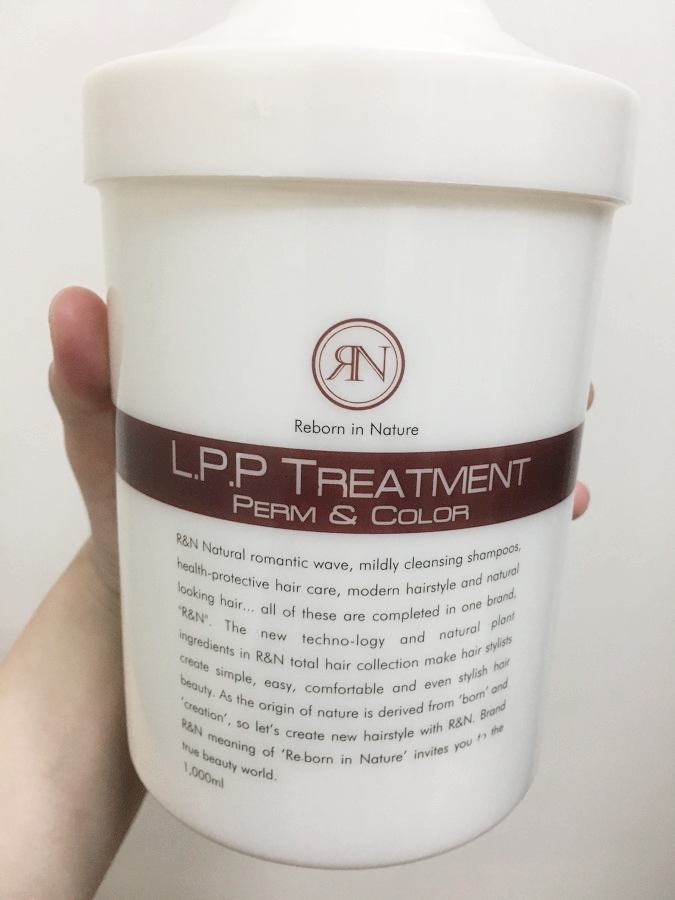 RN
Reborn in Nature
L.P.P TREATMENT
PERM & COLOR
R&N Natural romantic wave, mildly cleansing shampoos,
health-protective hair care, modern hairstyle and natural
looking hair... all of these are completed in one brand,
"R&N". The new techno-logy and natural plant
ingredients in R&N total hair collection make hair stylists
create simple, easy, comfortable and even stylish hair
beauty. As the origin of nature is derived from 'born' and
'creation', so let's create new hairstyle with R&N. Brand
R&N meaning of 'Re-born in Nature' invites you to the
true beauty world.
1,000ml